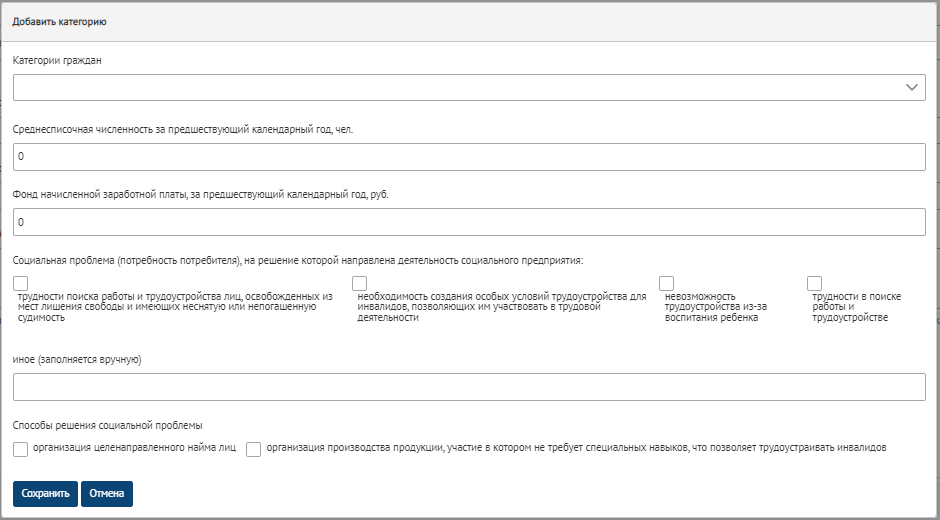 Добавить категорию
Категории граждан
Среднесписочная численность за предшествующий календарный год, чел.
0
Фонд начисленной заработной платы, за предшествующий календарный год, руб.
0
Социальная проблема (потребность потребителя), на решение которой направлена деятельность социального предприятия:
трудности поиска работы и трудоустройства лиц, освобожденных из
мест лишения свободы и имеющих неснятую или непогашенную
судимость
необходимость создания особых условий трудоустройства для
инвалидов, позволяющих им участвовать в трудовой
деятельности
невозможность
трудоустройства из-за
воспитания ребенка
трудности в поиске
работы и
трудоустройстве
иное (заполняется вручную)
Способы решения социальной проблемы
организация целенаправленного найма лиц
организация производства продукции, участие в котором не требует специальных навыков, что позволяет трудоустраивать инвалидов
Сохранить
Отмена